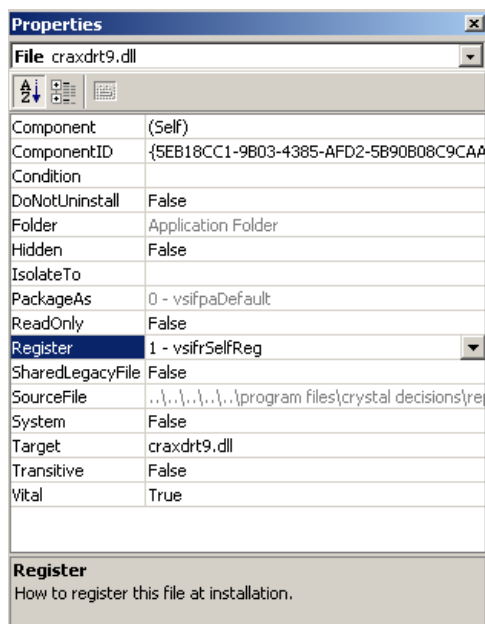 Properties
File craxdrt9.dll
Component (Self)
ComponentID {5EB18CC1-9B03-4385-AFD2-5B90B08C9CAA
Condition
DoNotUninstall False
Folder Application Folder
Hidden False
IsolateTo
PackageAs 0 - vsifpaDefault
ReadOnly False
Register 1 - vsifrSelfReg
SharedLegacyFile False
SourceFile ..\..\..\..\..\program files\crystal decisions\rep
System False
Target craxdrt9.dll
Transitive False
Vital True
Register
How to register this file at installation.